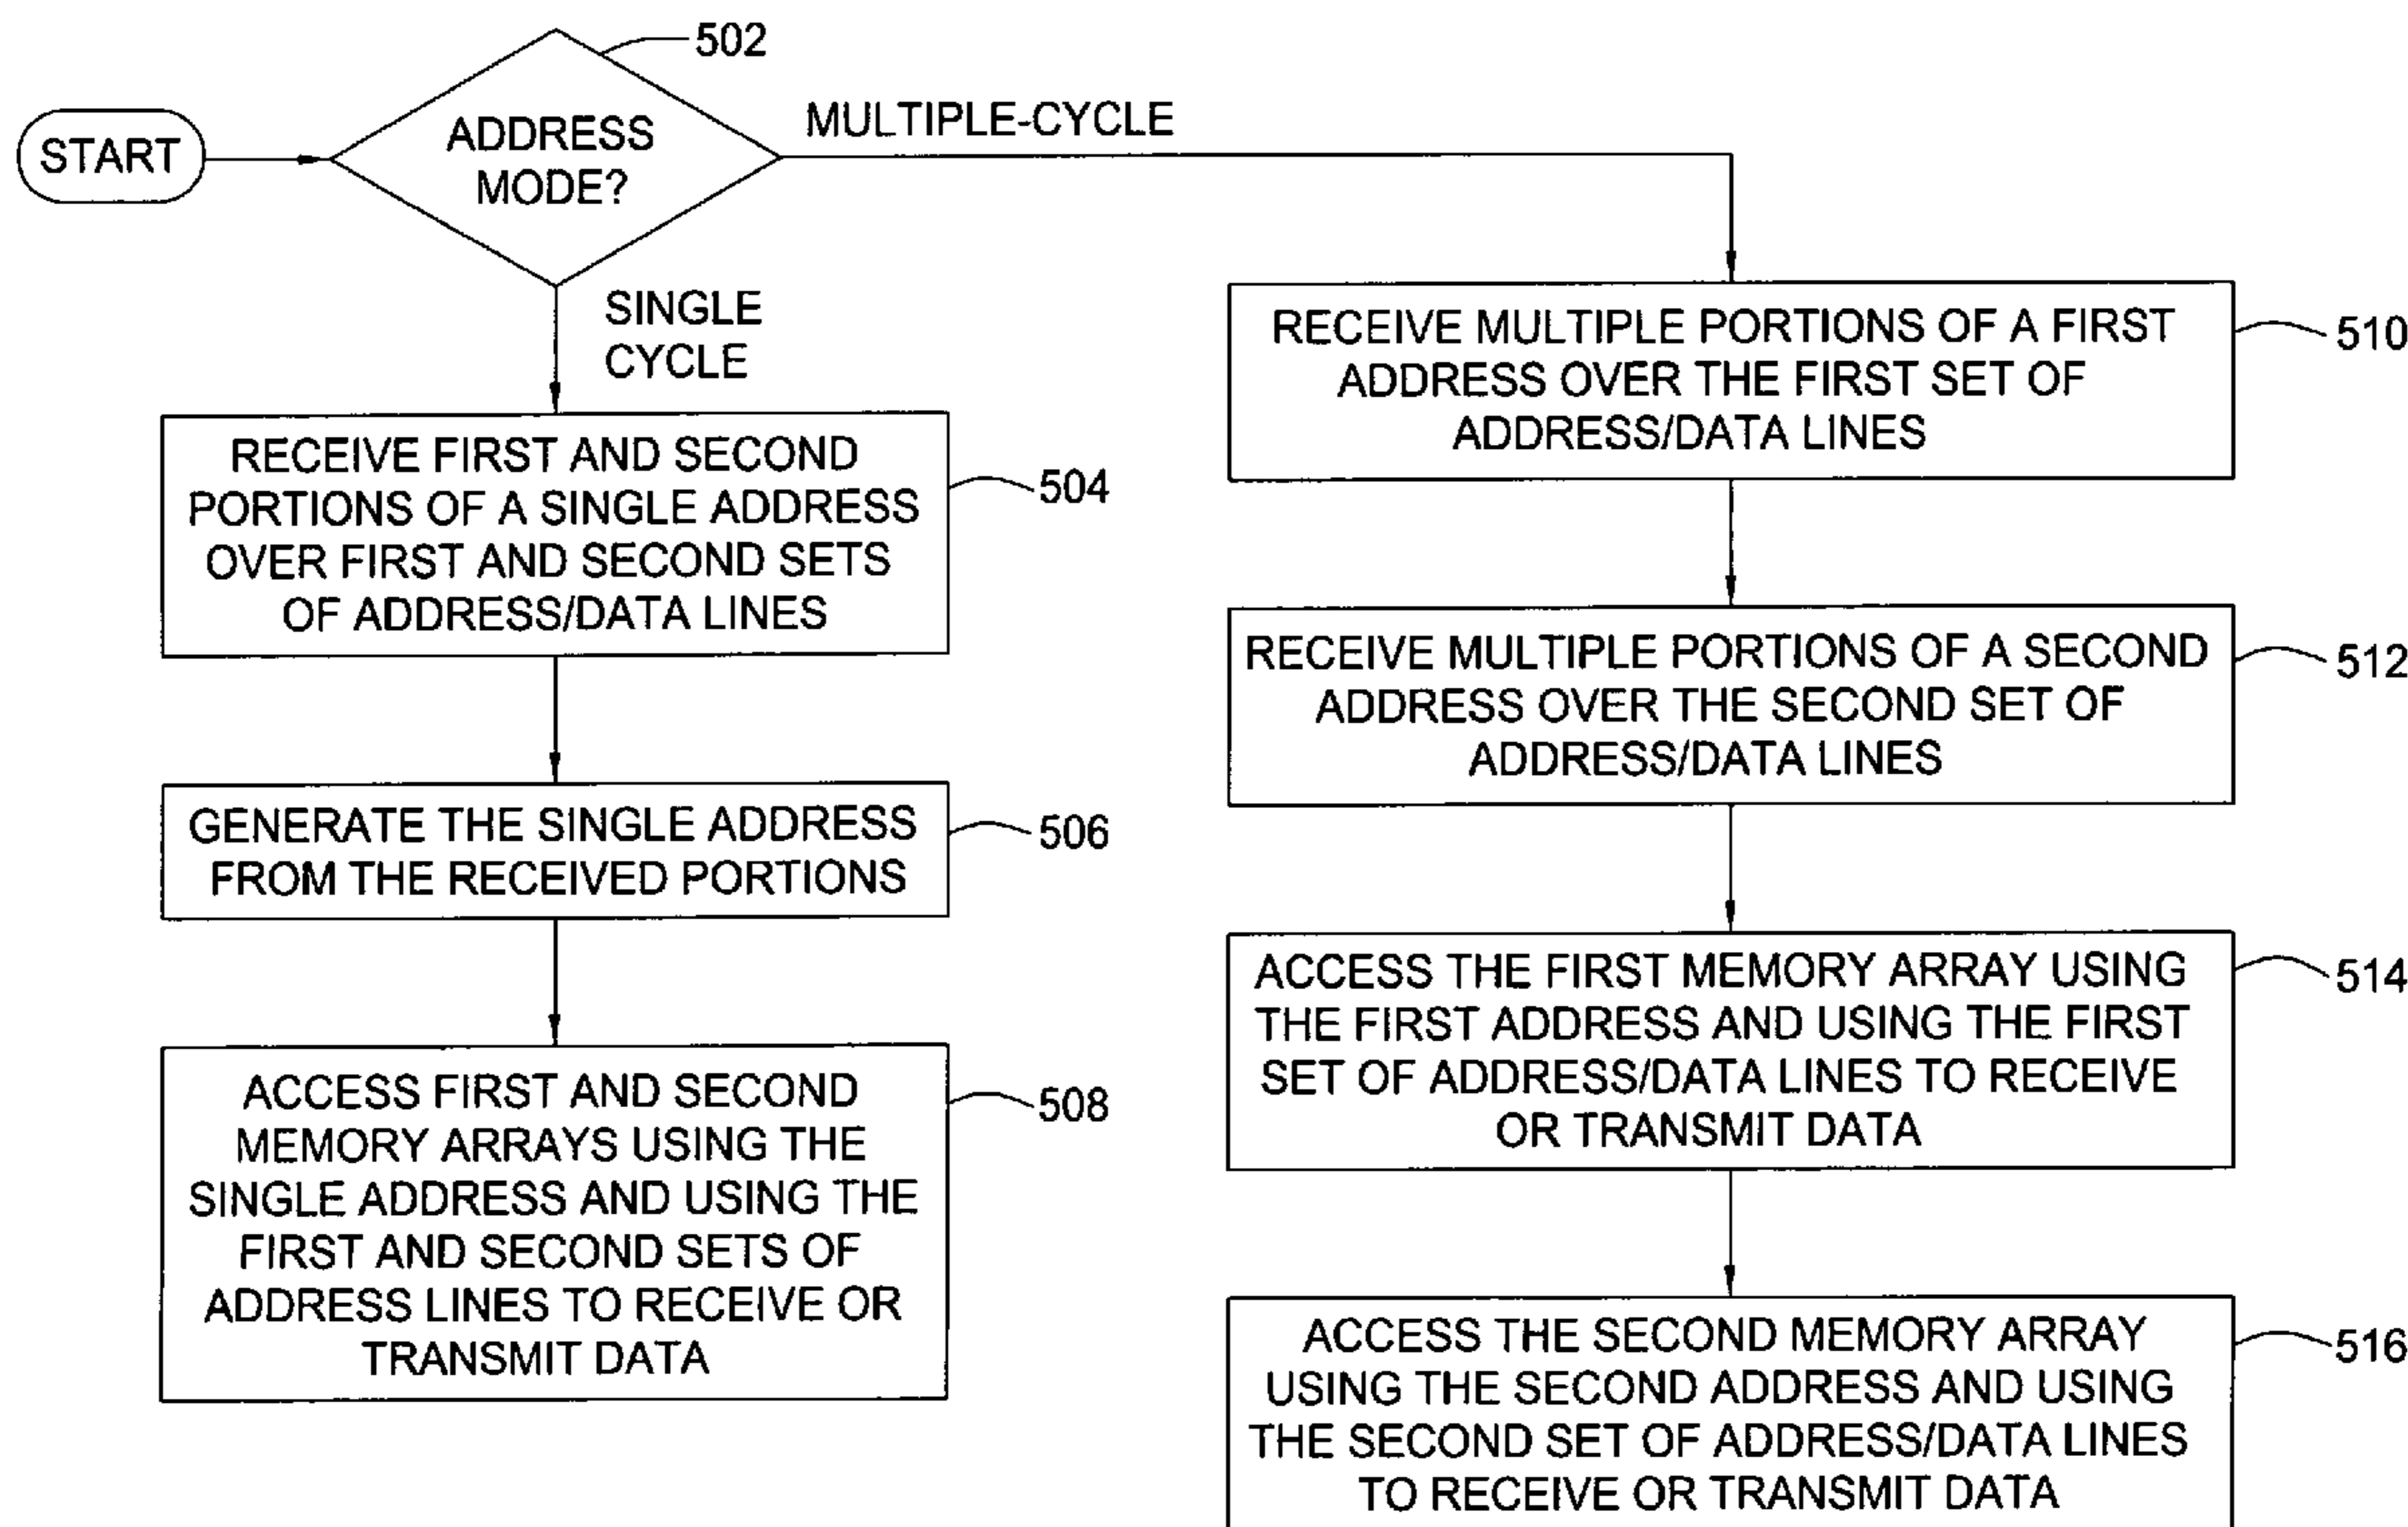 START
ADDRESS
MODE?
502
MULTIPLE-CYCLE
SINGLE
CYCLE
RECEIVE FIRST AND SECOND
PORTIONS OF A SINGLE ADDRESS
OVER FIRST AND SECOND SETS
OF ADDRESS/DATA LINES
504
GENERATE THE SINGLE ADDRESS
FROM THE RECEIVED PORTIONS
506
ACCESS FIRST AND SECOND
MEMORY ARRAYS USING THE
SINGLE ADDRESS AND USING THE
FIRST AND SECOND SETS OF
ADDRESS LINES TO RECEIVE OR
TRANSMIT DATA
508
RECEIVE MULTIPLE PORTIONS OF A FIRST
ADDRESS OVER THE FIRST SET OF
ADDRESS/DATA LINES
510
RECEIVE MULTIPLE PORTIONS OF A SECOND
ADDRESS OVER THE SECOND SET OF
ADDRESS/DATA LINES
512
ACCESS THE FIRST MEMORY ARRAY USING
THE FIRST ADDRESS AND USING THE FIRST
SET OF ADDRESS/DATA LINES TO RECEIVE
OR TRANSMIT DATA
514
ACCESS THE SECOND MEMORY ARRAY
USING THE SECOND ADDRESS AND USING
THE SECOND SET OF ADDRESS/DATA LINES
TO RECEIVE OR TRANSMIT DATA
516